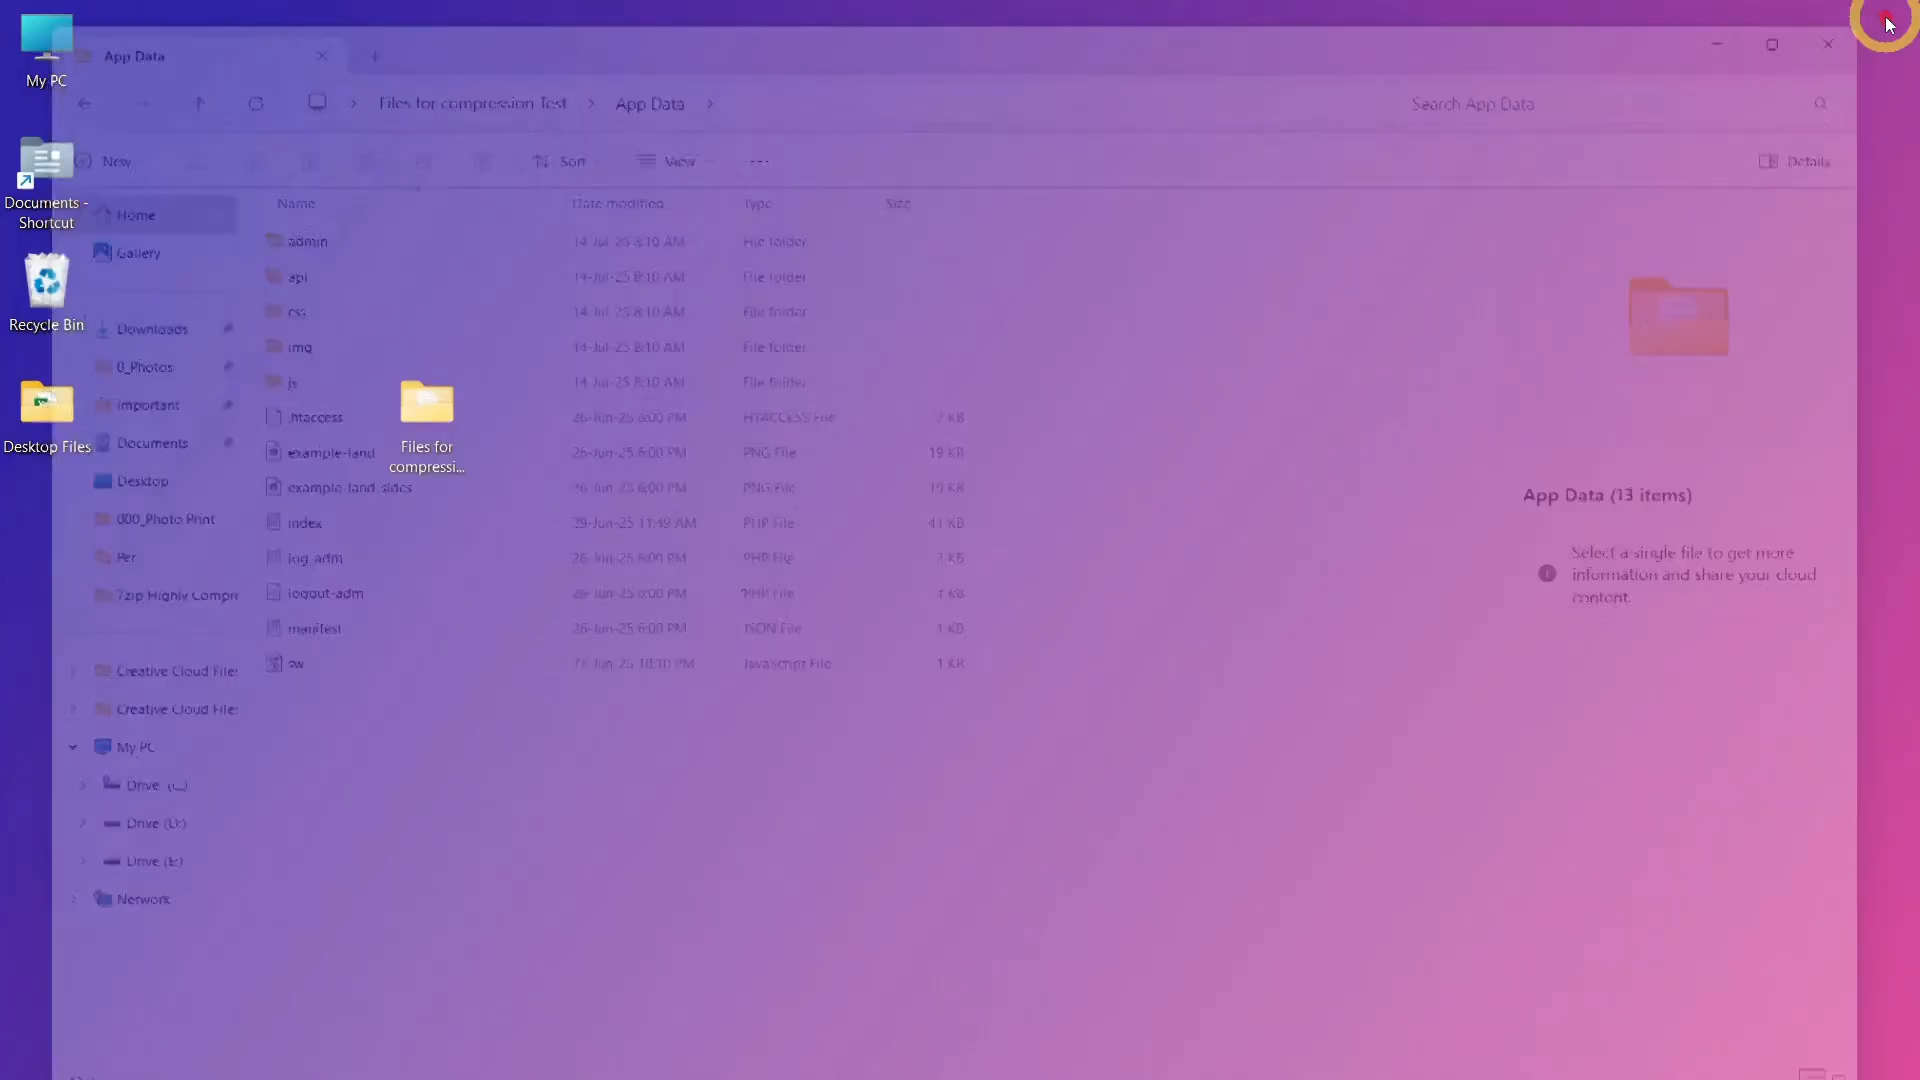 My PC
Documents -
Shortcut
Recycle Bin
Desktop Files
Files for
compressi...
App Data
Files for compression Test
App Data
Search App Data
New
Sort
View
Details
Home
Gallery
Downloads
0_Photos
important
Documents
Desktop
000_Photo Print
Per
7zip Highly Compre
Creative Cloud Files
Creative Cloud Files
My PC
Drive (C:)
Drive (D:)
Drive (E:)
Network
Name Date modified Type Size
admin 14-Jul-25 8:10 AM File folder
api 14-Jul-25 8:10 AM File folder
css 14-Jul-25 8:10 AM File folder
img 14-Jul-25 8:10 AM File folder
js 14-Jul-25 8:10 AM File folder
.htaccess 26-Jun-25 6:00 PM HTACCESS File 2 KB
example-land 26-Jun-25 6:00 PM PNG File 19 KB
example-land-sides 26-Jun-25 6:00 PM PNG File 19 KB
index 29-Jun-25 11:49 AM PHP File 41 KB
log-adm 26-Jun-25 6:00 PM PHP File 2 KB
logout-adm 26-Jun-25 6:00 PM PHP File 1 KB
manifest 26-Jun-25 6:00 PM JSON File 1 KB
sw 10:10 PM JavaScript File 1 KB
App Data (13 items)
Select a single file to get more
information and share your cloud
content.